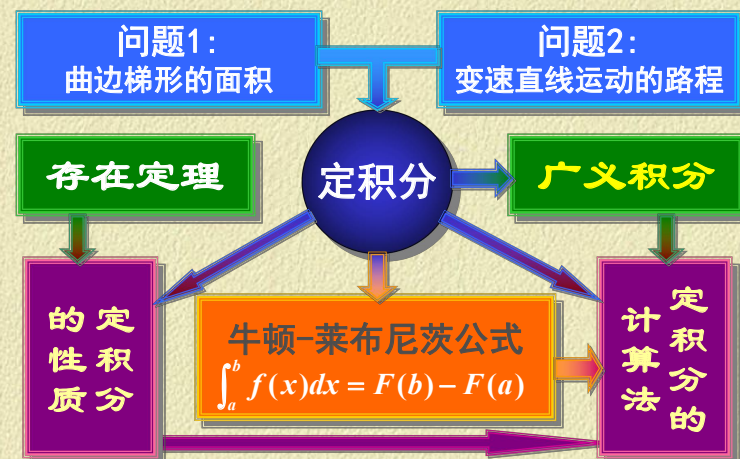 问题1:
曲边梯形的面积
问题2:
变速直线运动的路程
存在定理
定积分
广义积分
定积分
的性质
牛顿-莱布尼茨公式
∫_a^b f(x)dx = F(b) - F(a)
定积分的
计算法